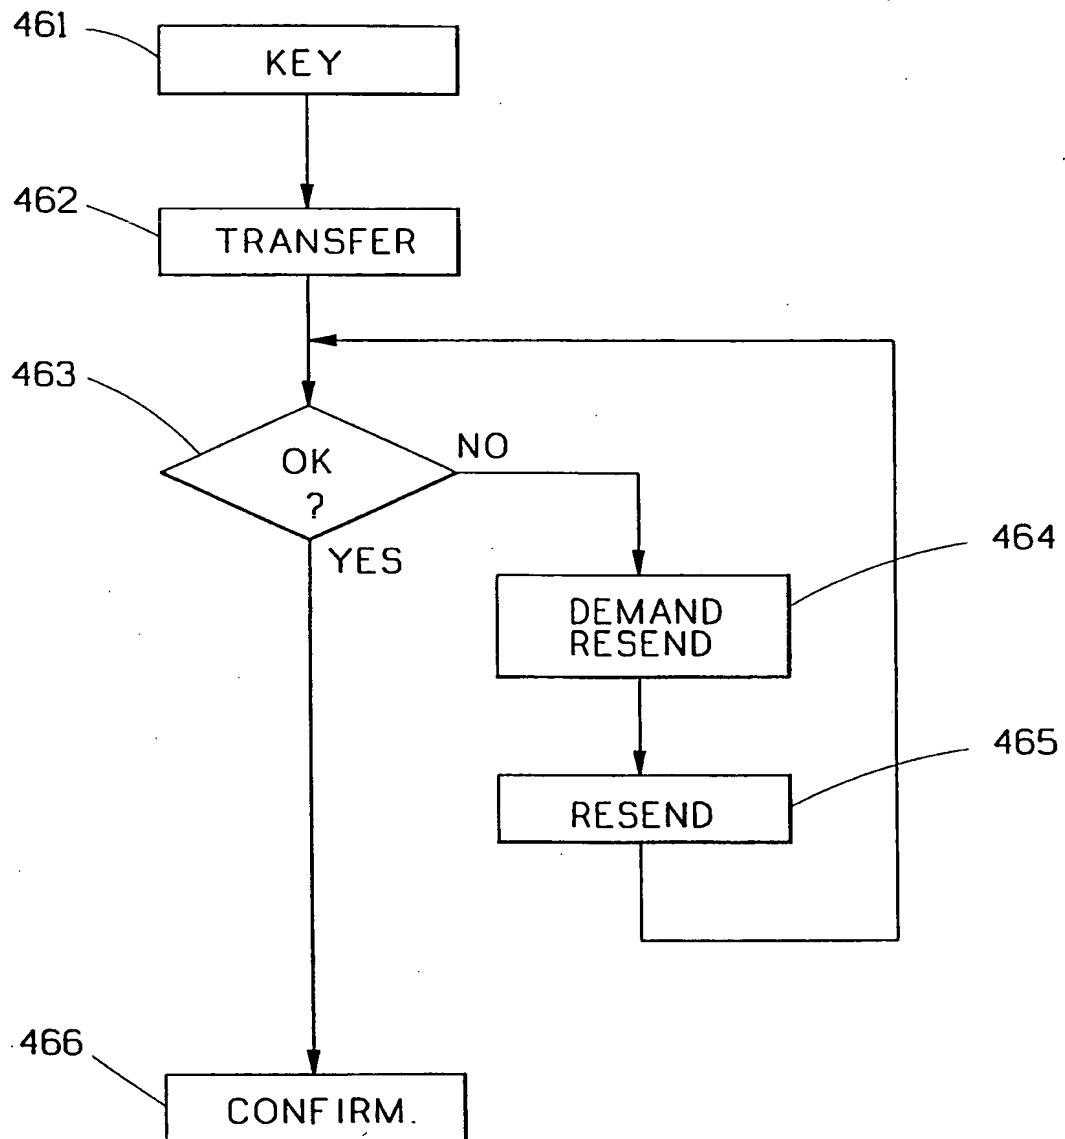 461
KEY
462
TRANSFER
463
OK
?
NO
YES
464
DEMAND
RESEND
465
RESEND
466
CONFIRM.